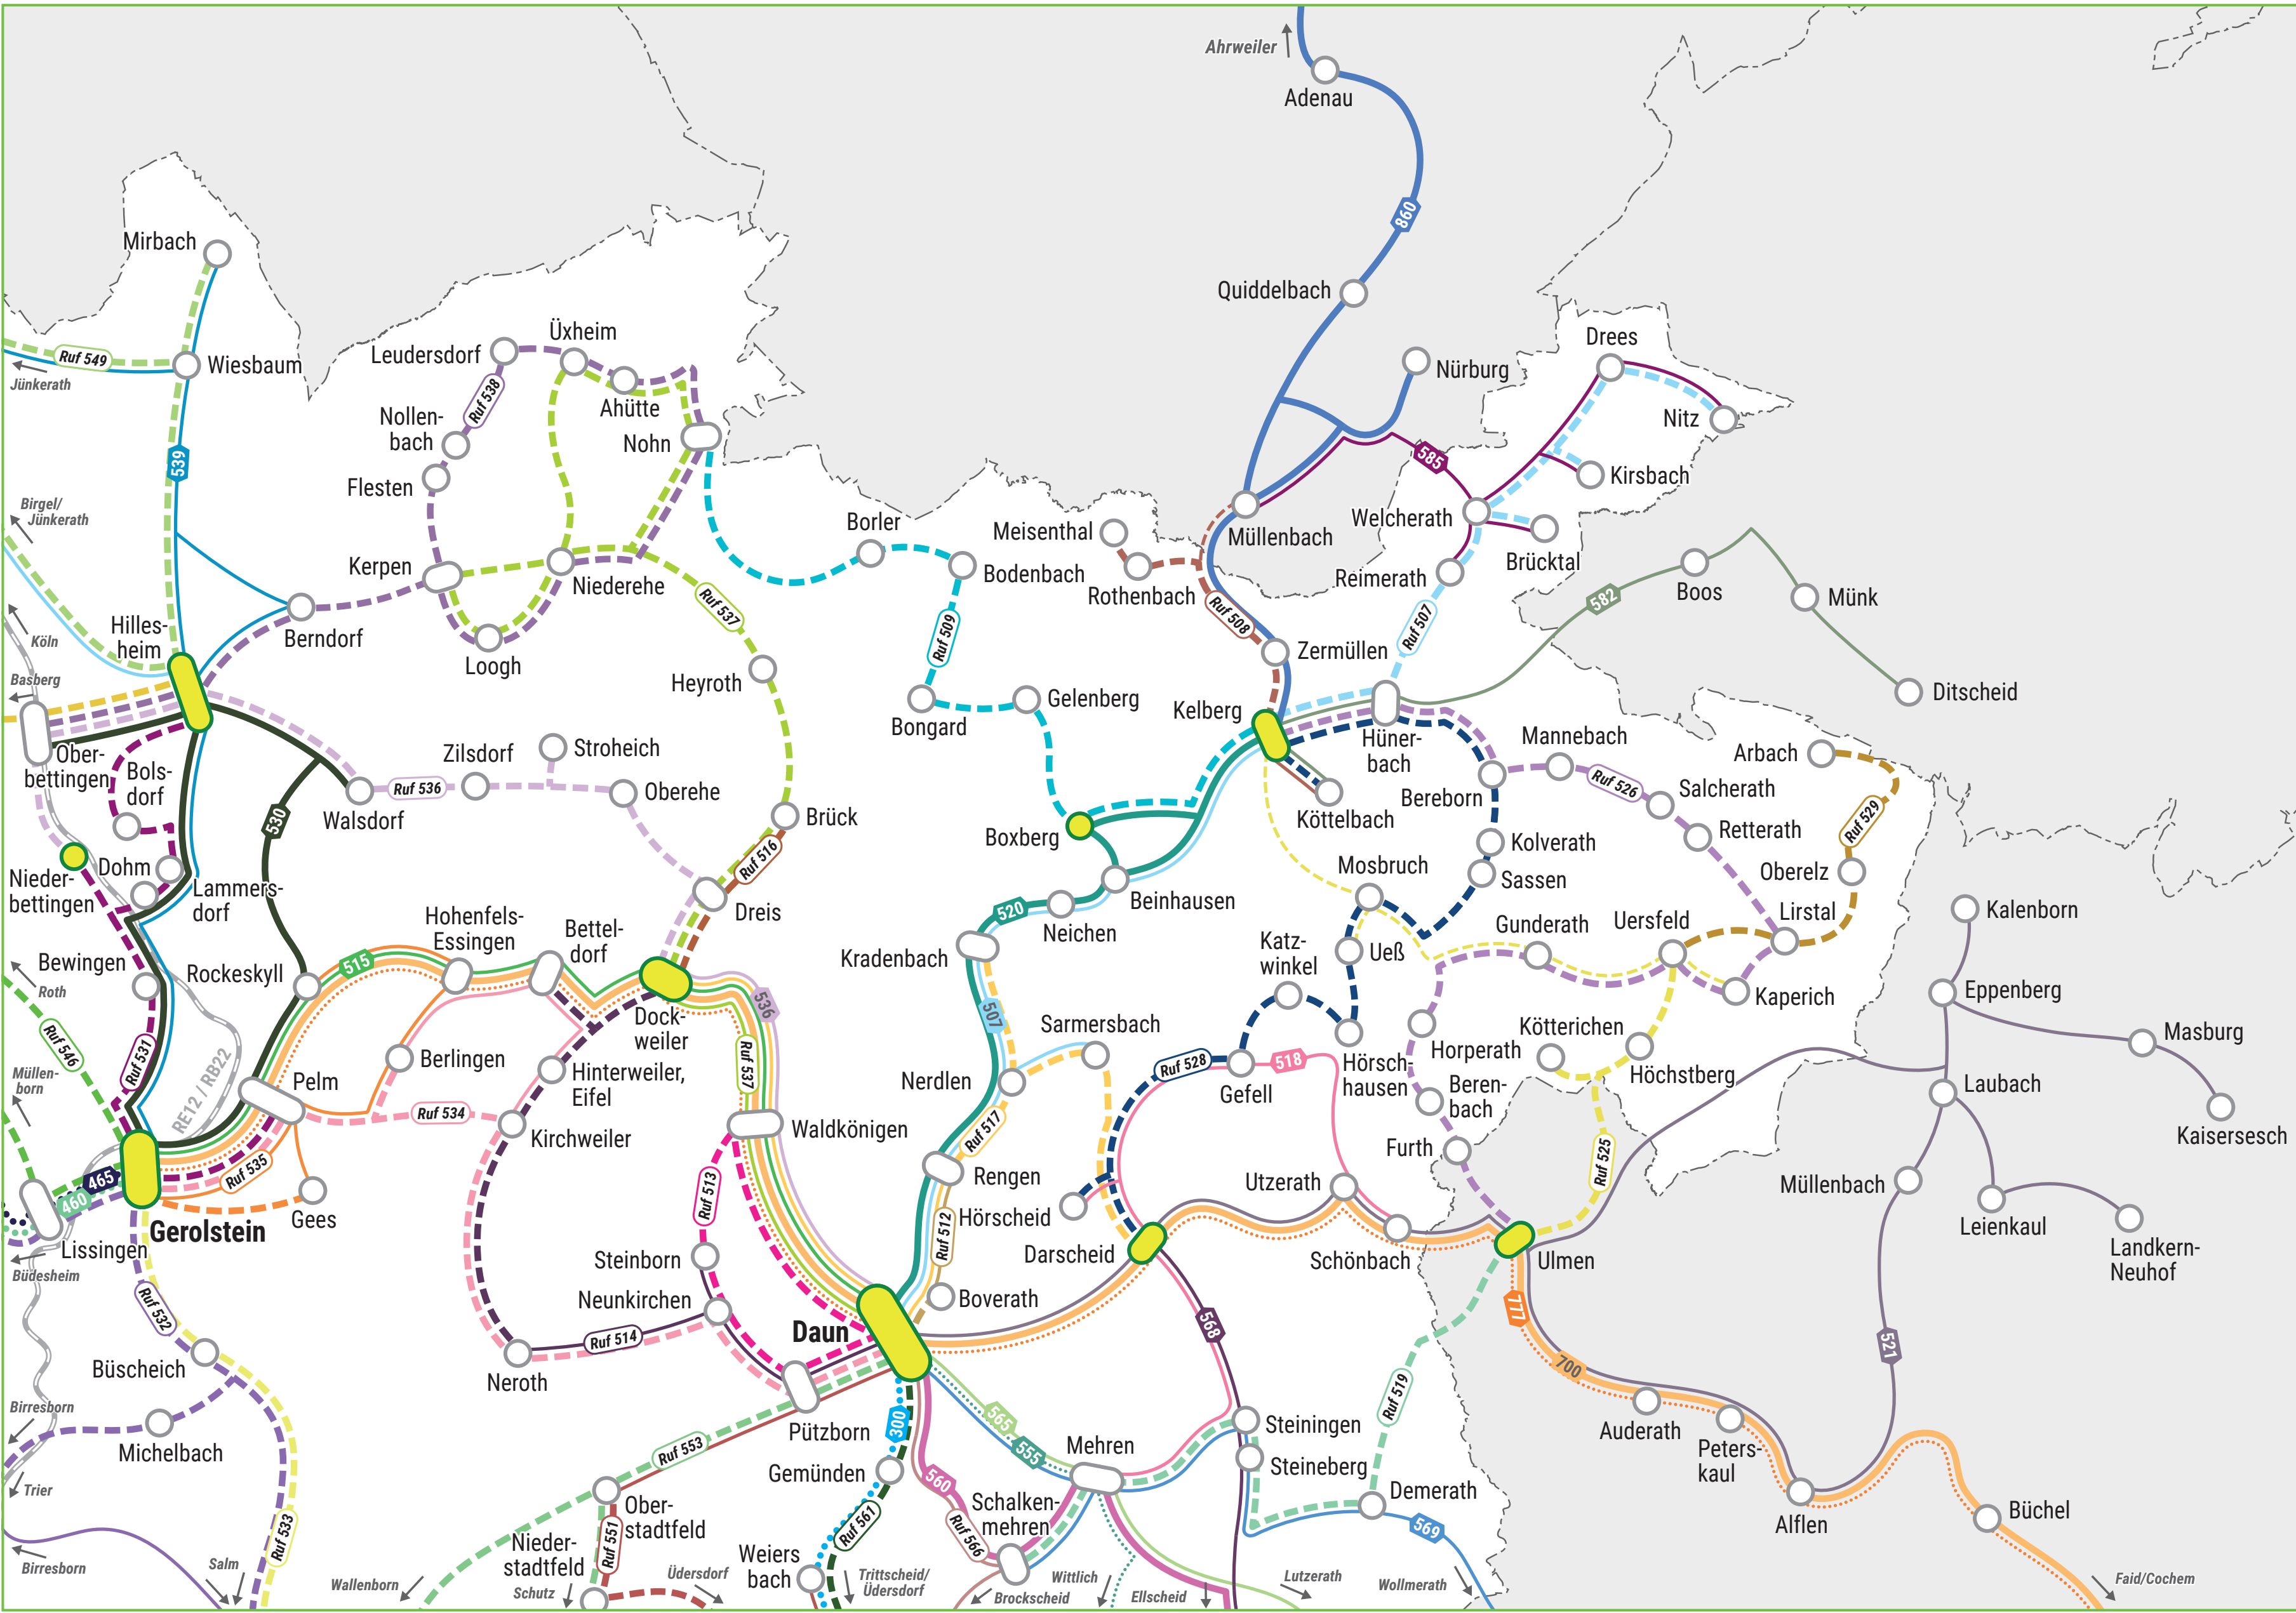 Ahrweiler
Adenau
860
Mirbach
Quiddelbach
Üxheim
Drees
Leudersdorf
Ruf 549
Wiesbaum
Jünkerath
Nürburg
Ruf 538
Ahütte
Nollen-
bach
Nohn
Nitz
539
585
Kirsbach
Flesten
Birgel/
Jünkerath
Borler
Meisenthal
Welcherath
Müllenbach
Brücktal
Kerpen
Bodenbach
Reimerath
Niederehe
Rothenbach
Boos
Münk
582
Ruf 537
Ruf 508
Ruf 507
Köln
Hilles-
heim
Berndorf
Ruf 509
Loogh
Zermüllen
Basberg
Heyroth
Ditscheid
Gelenberg
Bongard
Kelberg
Hüner-
bach
Mannebach
Arbach
Zilsdorf
Stroheich
Ober-
bettingen
Bols-
dorf
Ruf 536
Oberehe
Ruf 526
Salcherath
Bereborn
Walsdorf
530
Brück
Köttelbach
Retterath
Ruf 529
Boxberg
Kolverath
Ruf 516
Mosbruch
Dohm
Oberelz
Nieder-
bettingen
Lammers-
dorf
Sassen
Dreis
Beinhausen
520
Neichen
Kalenborn
Hohenfels-
Essingen
Bettel-
dorf
Gunderath
Uersfeld
Lirstal
Katz-
winkel
Ueß
Kradenbach
515
Bewingen
Rockeskyll
Roth
Kaperich
Eppenberg
536
507
Dock-
weiler
Sarmersbach
Kötterichen
Masburg
Ruf 546
Berlingen
Horperath
Ruf 531
Ruf 537
Ruf 528
518
Hörsch-
hausen
Höchstberg
Müllen-
born
RE12 / RB22
Pelm
Hinterweiler,
Eifel
Nerdlen
Gefell
Laubach
Beren-
bach
Ruf 534
Kirchweiler
Waldkönigen
Ruf 517
Kaisersesch
Furth
Ruf 525
465
460
Ruf 535
Rengen
Utzerath
Müllenbach
Ruf 513
Gees
Hörscheid
Leienkaul
Gerolstein
Lissingen
Ruf 512
Darscheid
Schönbach
Ulmen
Landkern-
Neuhof
Büdesheim
Steinborn
Ruf 532
Neunkirchen
Boverath
Daun
777
568
Ruf 514
521
Büscheich
700
Neroth
Ruf 519
Birresborn
565
Auderath
Peters-
kaul
Michelbach
Pützborn
300
Steiningen
555
Mehren
Ruf 553
Steineberg
Gemünden
560
Trier
Demerath
Ober-
stadtfeld
Schalken-
mehren
Büchel
Ruf 533
Ruf 551
Ruf 561
Ruf 566
569
Alflen
Nieder-
stadtfeld
Weiers
bach
Birresborn
Salm
Wallenborn
Schutz
Üdersdorf
Trittscheid/
Üdersdorf
Brockscheid
Wittlich
Ellscheid
Lutzerath
Wollmerath
Faid/Cochem